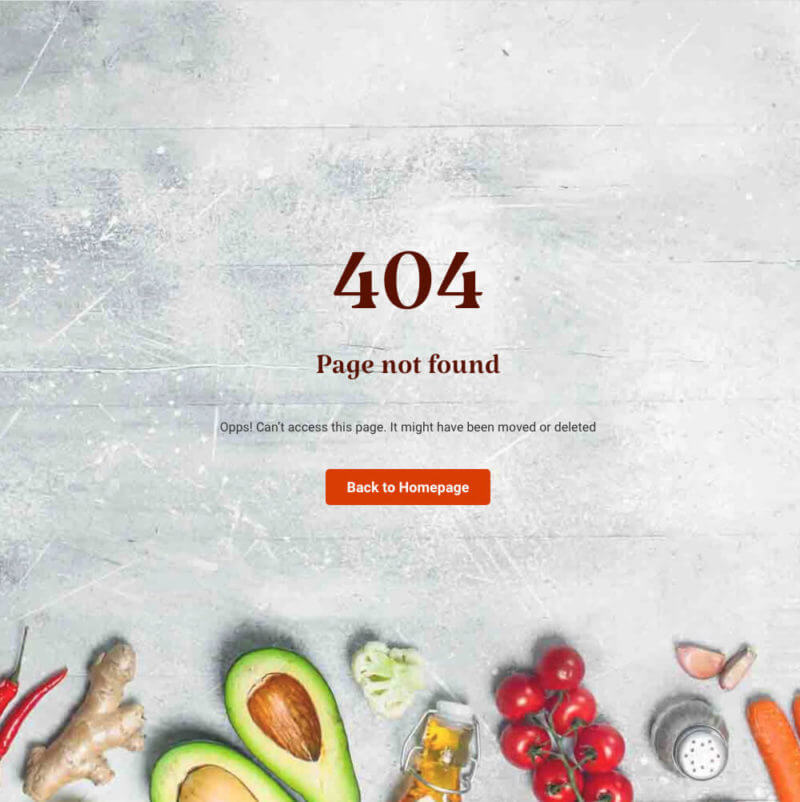 404
Page not found
Opps! Can't access this page. It might have been moved or deleted
Back to Homepage